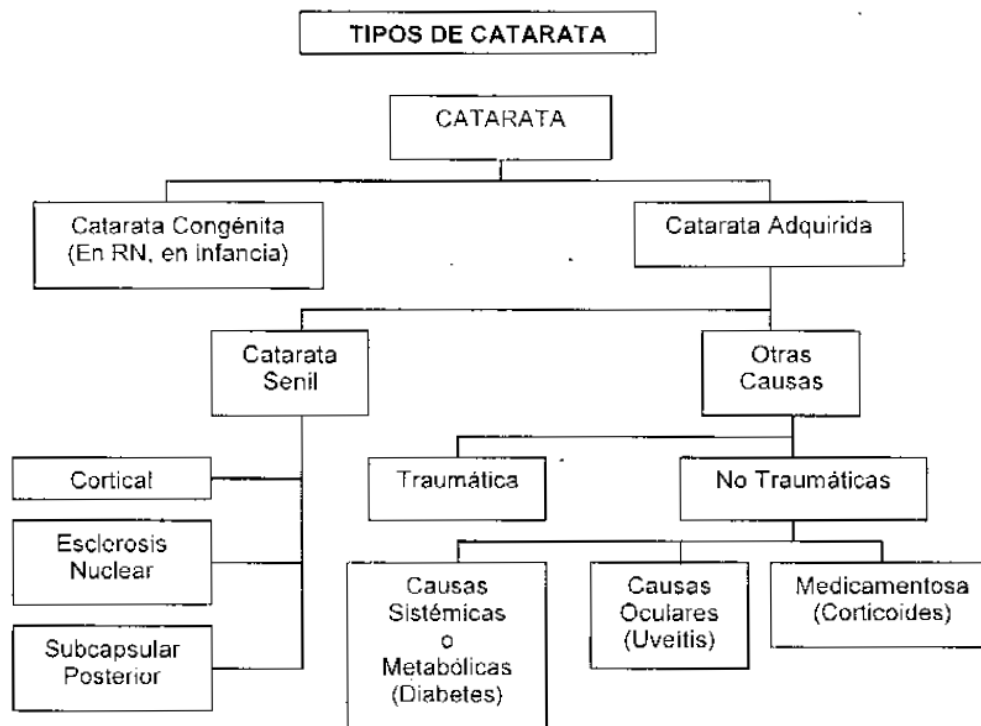 TIPOS DE CATARATA
CATARATA
Catarata Congénita
(En RN, en infancia)
Catarata Adquirida
Catarata
Senil
Otras
Causas
Cortical
Esclerosis
Nuclear
Subcapsular
Posterior
Traumática
No Traumáticas
Causas
Sistémicas
o
Metabólicas
(Diabetes)
Causas
Oculares
(Uveitis)
Medicamentosa
(Corticoides)